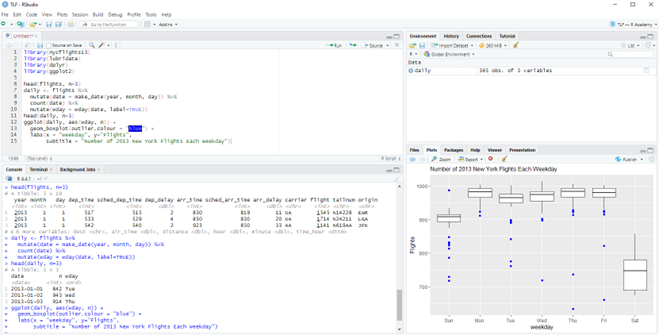 TLF - RStudio
File Edit Code View Plots Session Build Debug Profile Tools Help
Go to file/function
Addins
TLF — R Academy
Untitled1*
Source on Save
Run
Source
1 library(nycflights13)
2 library(lubridate)
3 library(dplyr)
4 library(ggplot2)
5
6 head(flights, n=3)
7 daily <- flights %>%
8 mutate(date = make_date(year, month, day)) %>%
9 count(date) %>%
10 mutate(wday = wday(date, label=TRUE))
11 head(daily, n=3)
12 ggplot(daily, aes(wday, n)) +
13 geom_boxplot(outlier.colour = "blue") +
14 labs(x = "weekday", y="Flights",
15 subtitle = "Number of 2013 New York Flights Each Weekday")
(Top Level)
R Script
Console Terminal Background Jobs
> head(flights, n=3)
# A tibble: 3 × 19
year month day dep_time sched_dep_time dep_delay arr_time sched_arr_time arr_delay carrier flight tailnum origin
<int> <int> <int> <int> <int> <dbl> <int> <int> <dbl> <chr> <int> <chr> <chr>
1 2013 1 1 517 515 2 830 819 11 UA 1545 N14228 EWR
2 2013 1 1 533 529 4 850 830 20 UA 1714 N24211 LGA
3 2013 1 1 542 540 2 923 850 33 AA 1141 N619AA JFK
# 6 more variables: dest <chr>, air_time <dbl>, distance <dbl>, hour <dbl>, minute <dbl>, time_hour <dttm>
> daily <- flights %>%
+ mutate(date = make_date(year, month, day)) %>%
+ count(date) %>%
+ mutate(wday = wday(date, label=TRUE))
> head(daily, n=3)
# A tibble: 3 × 3
date n wday
<date> <int> <ord>
1 2013-01-01 842 Tue
2 2013-01-02 943 Wed
3 2013-01-03 914 Thu
> ggplot(daily, aes(wday, n)) +
+ geom_boxplot(outlier.colour = "blue") +
+ labs(x = "weekday", y="Flights",
+ subtitle = "Number of 2013 New York Flights Each Weekday")
Environment History Connections Tutorial
Import Dataset
260 MiB
List
R
Global Environment
Data
daily 365 obs. of 3 variables
Files Plots Packages Help Viewer Presentation
Zoom Export
Publish
Number of 2013 New York Flights Each Weekday
1000
900
800
700
Flights
Sun Mon Tue Wed Thu Fri Sat
weekday